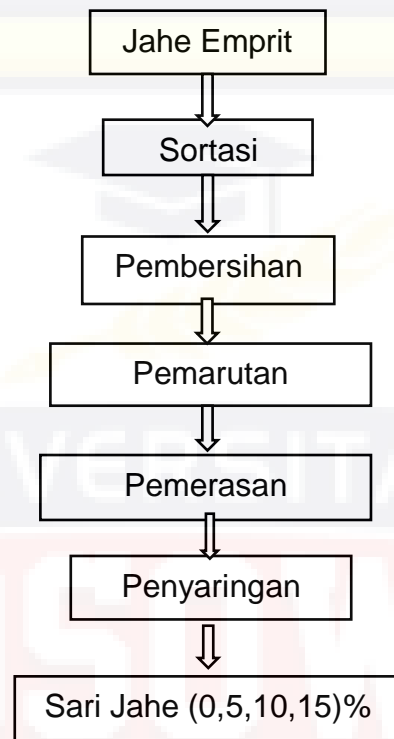 Jahe Emprit
Sortasi
Pembersihan
Pemarutan
Pemerasan
Penyaringan
Sari Jahe (0,5,10,15)%